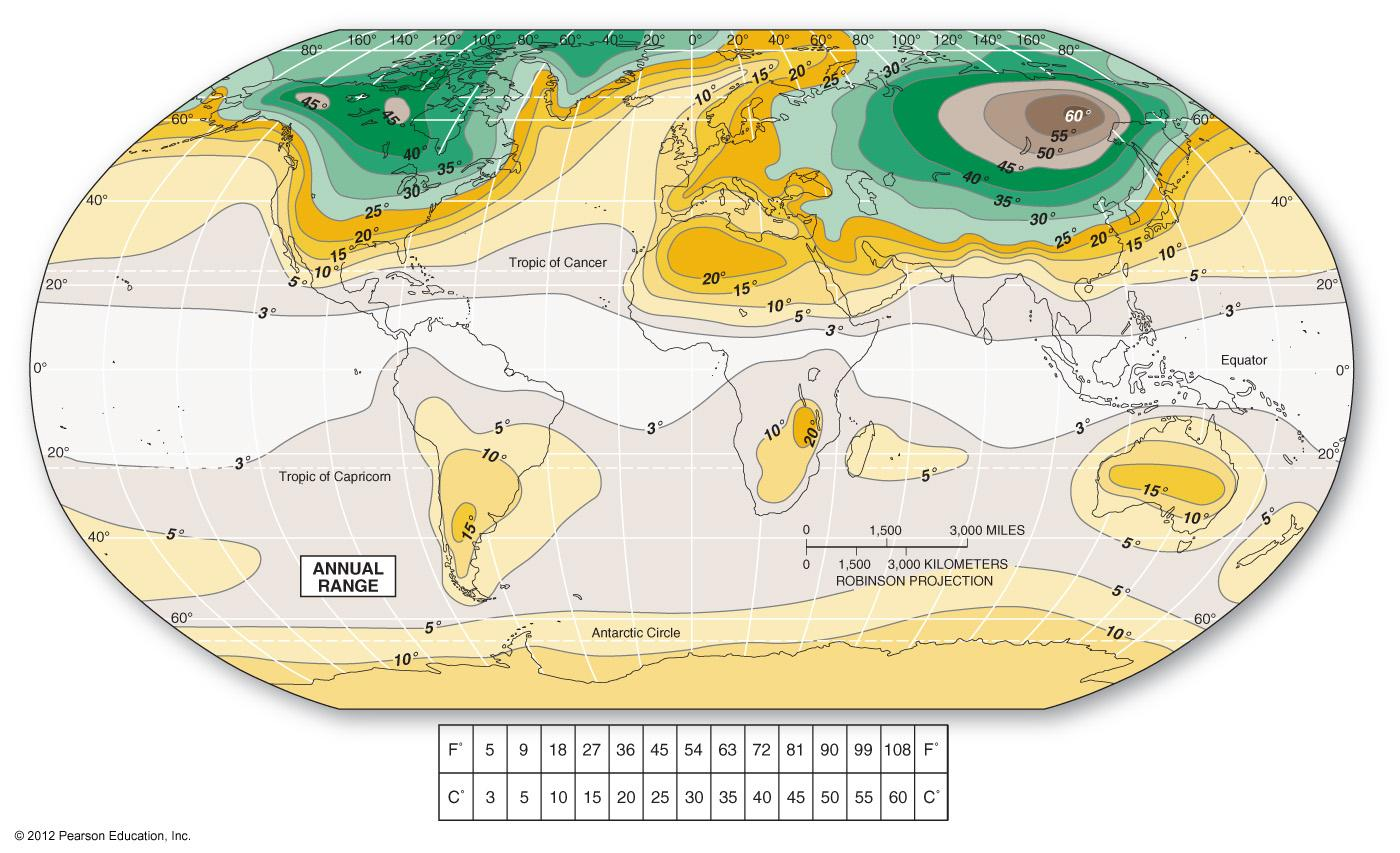 80° 160° 140° 120° 100° 80° 60° 40° 20° 0° 20° 40° 60° 80° 100° 120° 140° 160° 80°
15° 20° 25° 30°
10°
45° 45°
60° 60° 60°
55°
50°
40° 35° 45°
30° 40°
35°
40° 25° 30° 40°
20° 25° 20° 15° 10°
15°
10° Tropic of Cancer
5° 20° 5°
20° 15° 20°
10°
3° 5° 3°
3°
0° Equator 0°
5° 3° 10° 20° 3°
10° 20°
3° 5°
Tropic of Capricorn
15° 10° 5°
15°
40° 5° 0 1,500 3,000 MILES 5°
0 1,500 3,000 KILOMETERS
ROBINSON PROJECTION
ANNUAL
RANGE
5°
60° 5° 60°
Antarctic Circle 10°
10°
F° 5 9 18 27 36 45 54 63 72 81 90 99 108 F°
C° 3 5 10 15 20 25 30 35 40 45 50 55 60 C°
© 2012 Pearson Education, Inc.